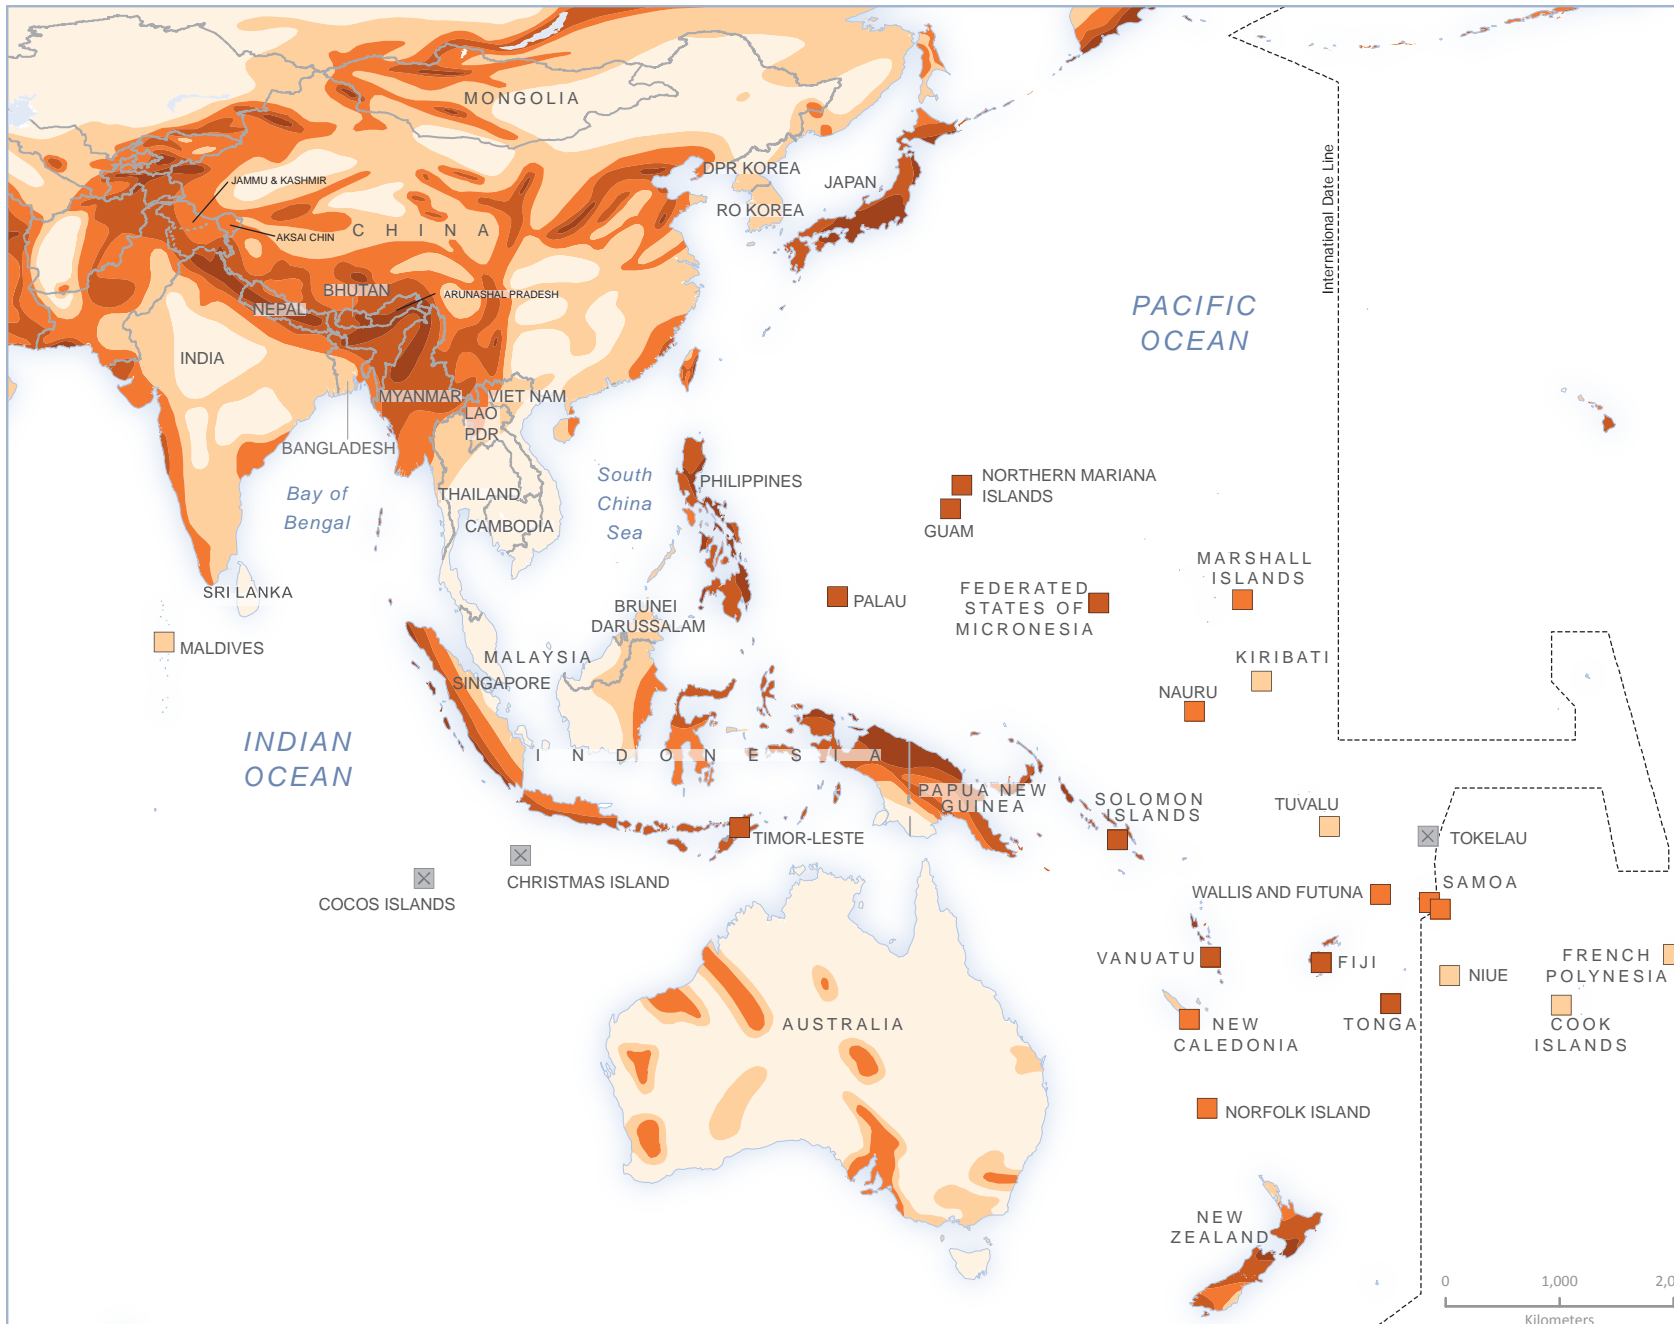 MONGOLIA
International Date Line
DPR KOREA
JAPAN
JAMMU & KASHMIR
RO KOREA
CHINA
AKSAI CHIN
BHUTAN
ARUNASHAL PRADESH
NEPAL
PACIFIC
OCEAN
INDIA
MYANMAR
VIET NAM
LAO
PDR
BANGLADESH
Bay of
Bengal
THAILAND
CAMBODIA
South
China
Sea
PHILIPPINES
NORTHERN MARIANA
ISLANDS
GUAM
MARSHALL
ISLANDS
SRI LANKA
BRUNEI
DARUSSALAM
PALAU
FEDERATED
STATES OF
MICRONESIA
MALDIVES
MALAYSIA
SINGAPORE
KIRIBATI
NAURU
INDIAN
OCEAN
INDONESIA
PAPUA NEW
GUINEA
SOLOMON
ISLANDS
TUVALU
TIMOR-LESTE
TOKELAU
CHRISTMAS ISLAND
COCOS ISLANDS
WALLIS AND FUTUNA
SAMOA
VANUATU
FIJI
NIUE
FRENCH
POLYNESIA
AUSTRALIA
NEW
CALEDONIA
TONGA
COOK
ISLANDS
NORFOLK ISLAND
NEW
ZEALAND
0 1,000 2,0
Kilometers